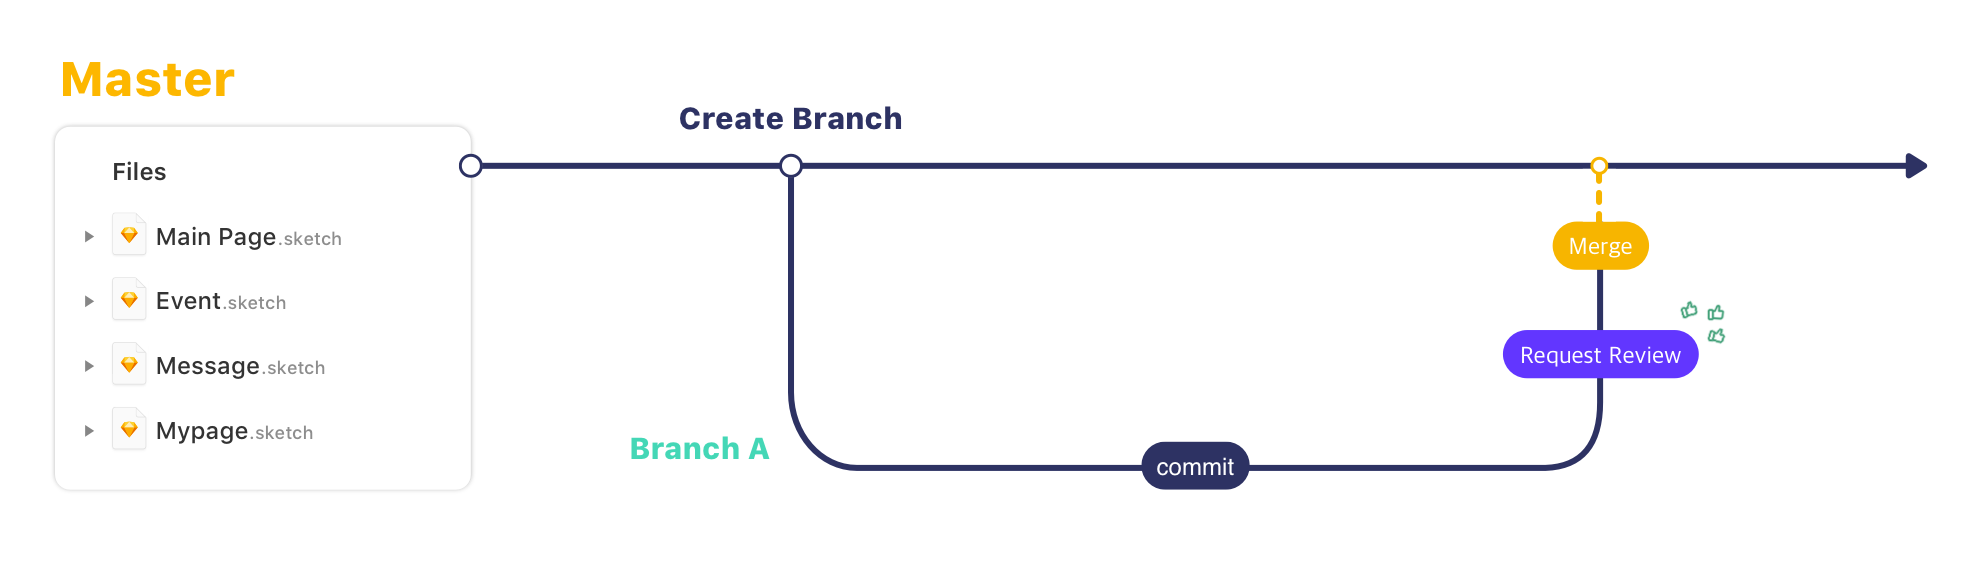 Master
Files
Main Page.sketch
Event.sketch
Message.sketch
Mypage.sketch
Create Branch
Branch A
commit
Request Review
Merge